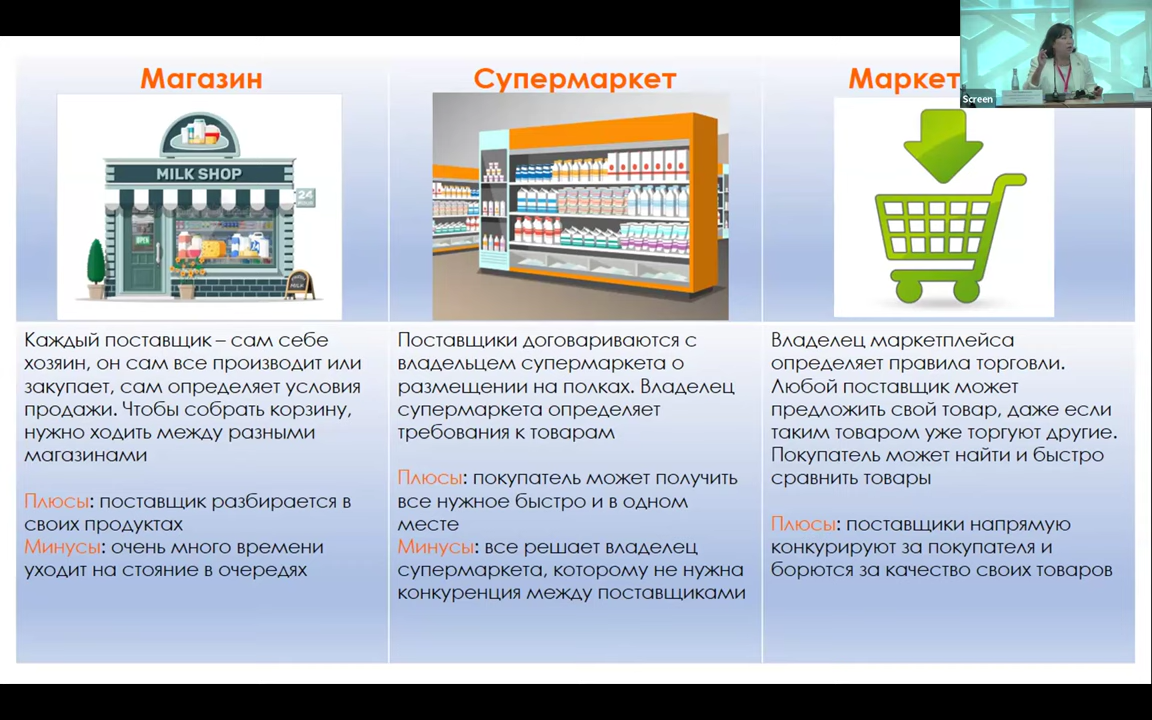 Магазин
MILK SHOP
24
OPEN
MILK
Каждый поставщик – сам себе
хозяин, он сам все производит или
закупает, сам определяет условия
продажи. Чтобы собрать корзину,
нужно ходить между разными
магазинами
Плюсы: поставщик разбирается в
своих продуктах
Минусы: очень много времени
уходит на стояние в очередях
Супермаркет
Поставщики договариваются с
владельцем супермаркета о
размещении на полках. Владелец
супермаркета определяет
требования к товарам
Плюсы: покупатель может получить
все нужное быстро и в одном
месте
Минусы: все решает владелец
супермаркета, которому не нужна
конкуренция между поставщиками
Маркет
Владелец маркетплейса
определяет правила торговли.
Любой поставщик может
предложить свой товар, даже если
таким товаром уже торгуют другие.
Покупатель может найти и быстро
сравнить товары
Плюсы: поставщики напрямую
конкурируют за покупателя и
борются за качество своих товаров
Screen